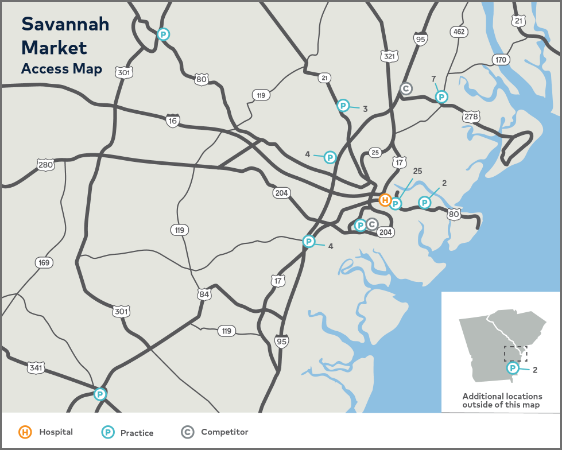 Savannah
Market
Access Map
P
21
462
95
321
170
301
80
21
7
C
P
119
P
3
278
16
25
4
P
17
280
25
2
204
H
P
P
80
119
P
C
204
P
4
169
17
84
301
119
95
341
P
P
2
Additional locations
outside of this map
H Hospital
P Practice
C Competitor